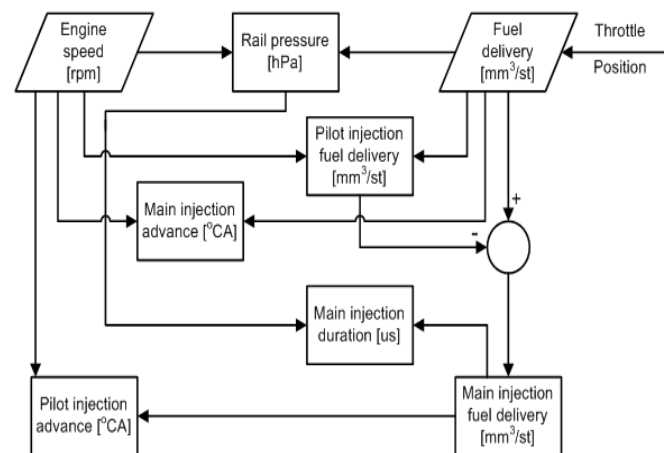 Engine
speed
[rpm]
Rail pressure
[hPa]
Fuel
delivery
[mm³/st]
Throttle
Position
Pilot injection
fuel delivery
[mm³/st]
+
Main injection
advance [°CA]
-
Main injection
duration [us]
Pilot injection
advance [°CA]
Main injection
fuel delivery
[mm³/st]